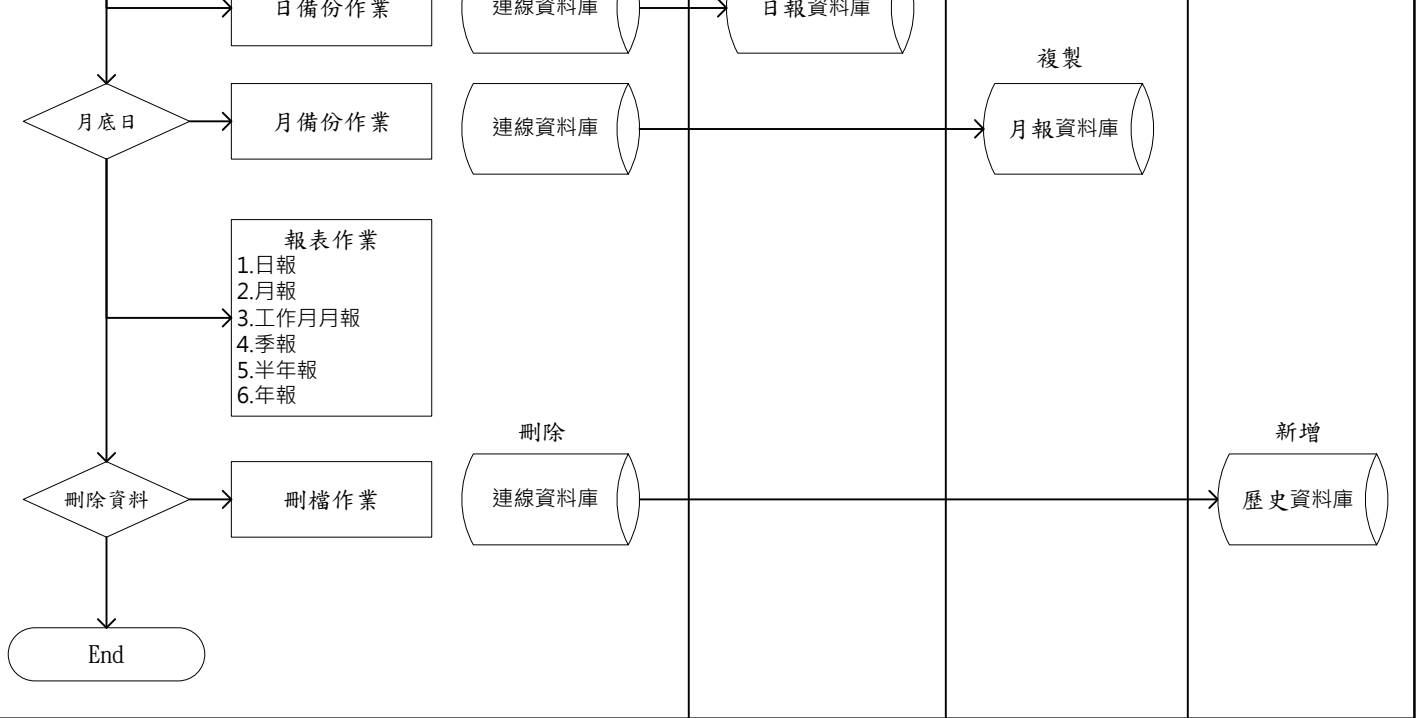 日備份作業
連線資料庫
日報資料庫
複製
月底日
月備份作業
連線資料庫
月報資料庫
報表作業
1.日報
2.月報
3.工作月月報
4.季報
5.半年報
6.年報
刪除
新增
刪除資料
刪檔作業
連線資料庫
歷史資料庫
End